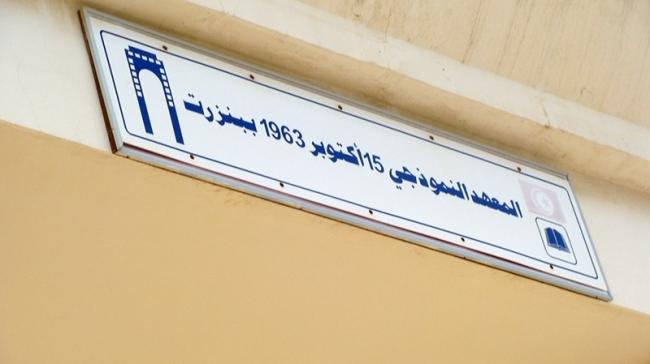 المعهد النموذجي 15 أكتوبر 1963 ببنزرت